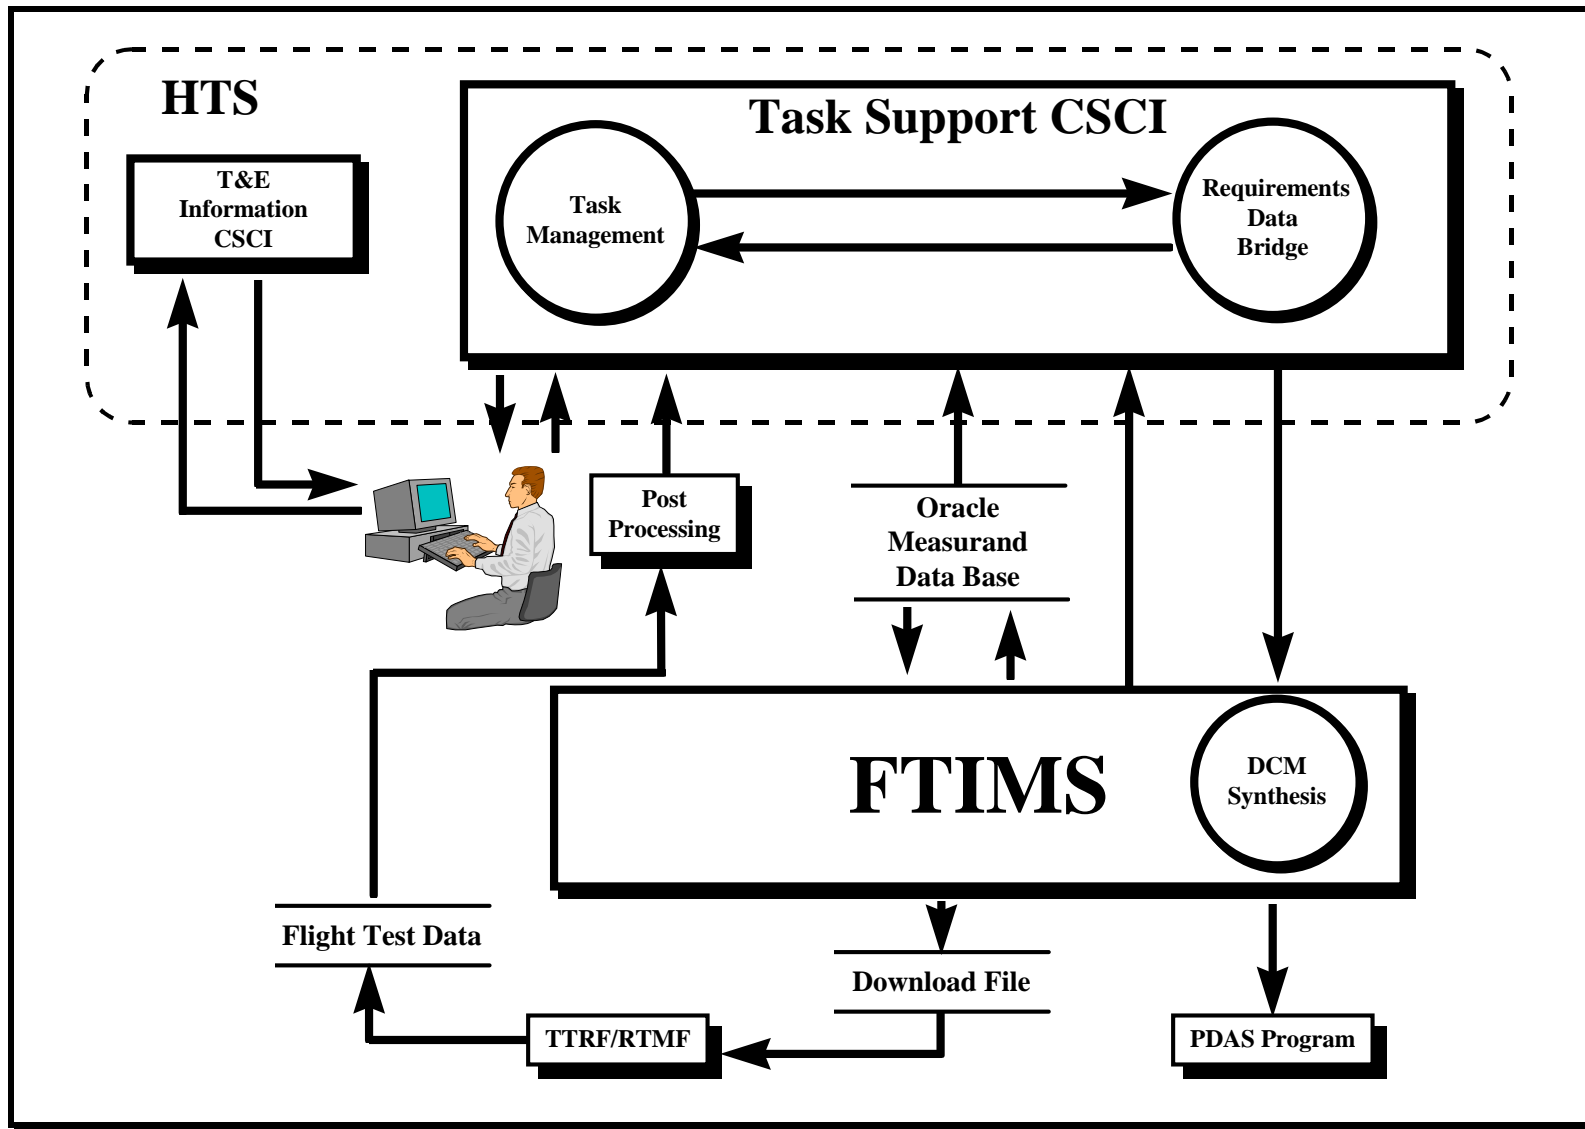 HTS
Task Support CSCI
T&E
Information
CSCI
Task
Management
Requirements
Data
Bridge
Post
Processing
Oracle
Measurand
Data Base
FTIMS
DCM
Synthesis
Flight Test Data
Download File
TTRF/RTMF
PDAS Program